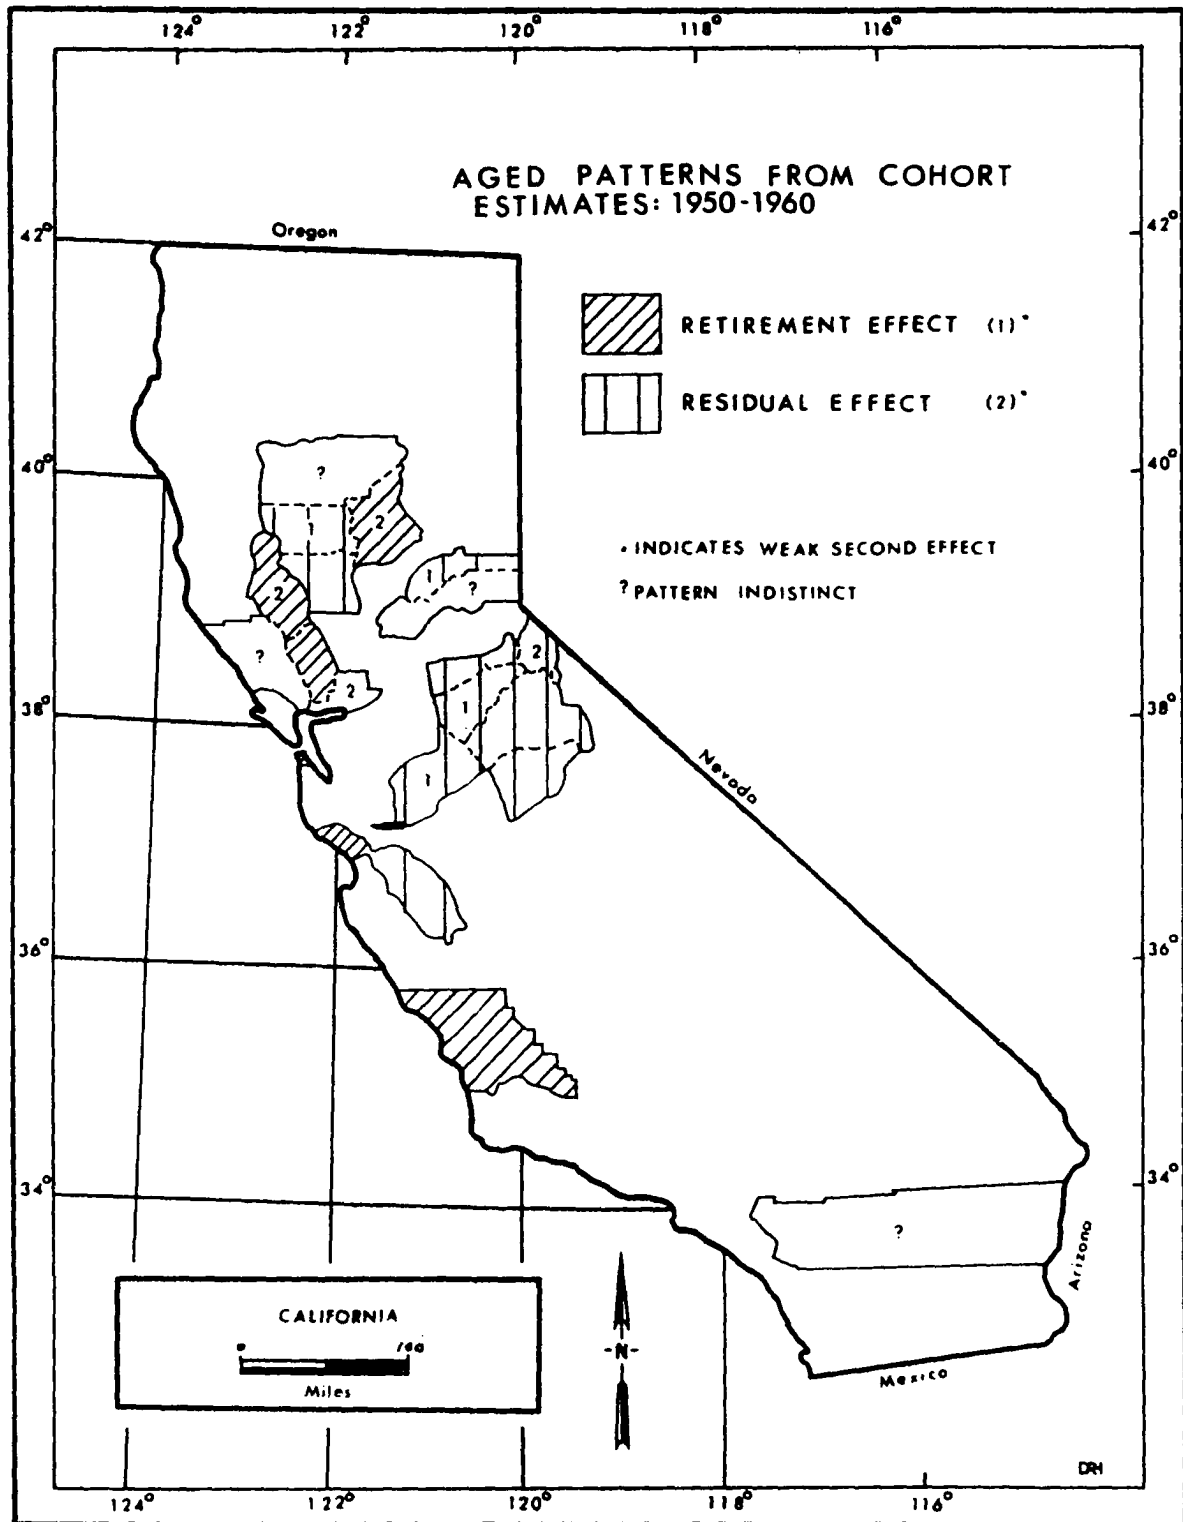 124° 122° 120° 118° 116°
AGED PATTERNS FROM COHORT
ESTIMATES: 1950-1960
42° Oregon 42°
RETIREMENT EFFECT (1)*
RESIDUAL EFFECT (2)*
40° ? 40°
1 2
• INDICATES WEAK SECOND EFFECT
1
2 ?
? PATTERN INDISTINCT
? 2
2
38° 1 38°
Nevada
1
36° 36°
34° 34°
?
Arizona
CALIFORNIA
Miles
-N-
Mexico
DRH
124° 122° 120° 118° 116°